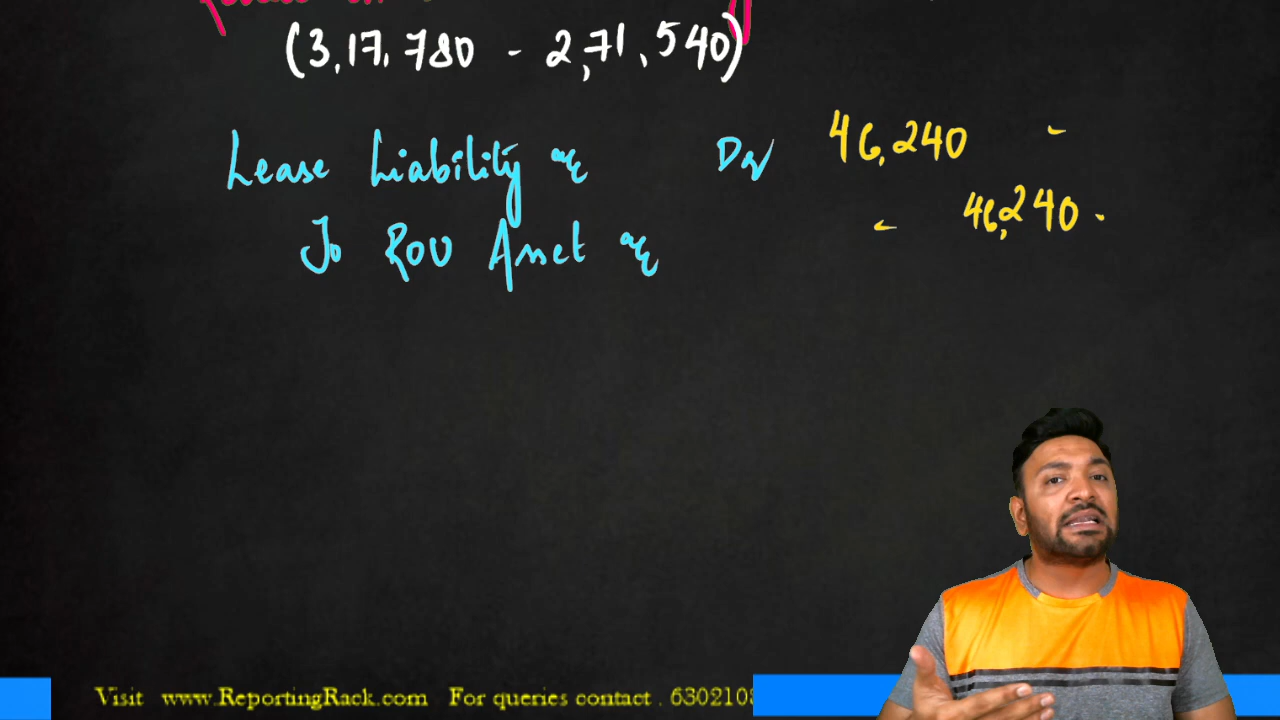 (3,17,780 - 2,71,540)
Lease Liability a/c Dr 46,240 -
To ROU Asset a/c - 46,240 -
Visit www.ReportingRack.com For queries contact . 630210